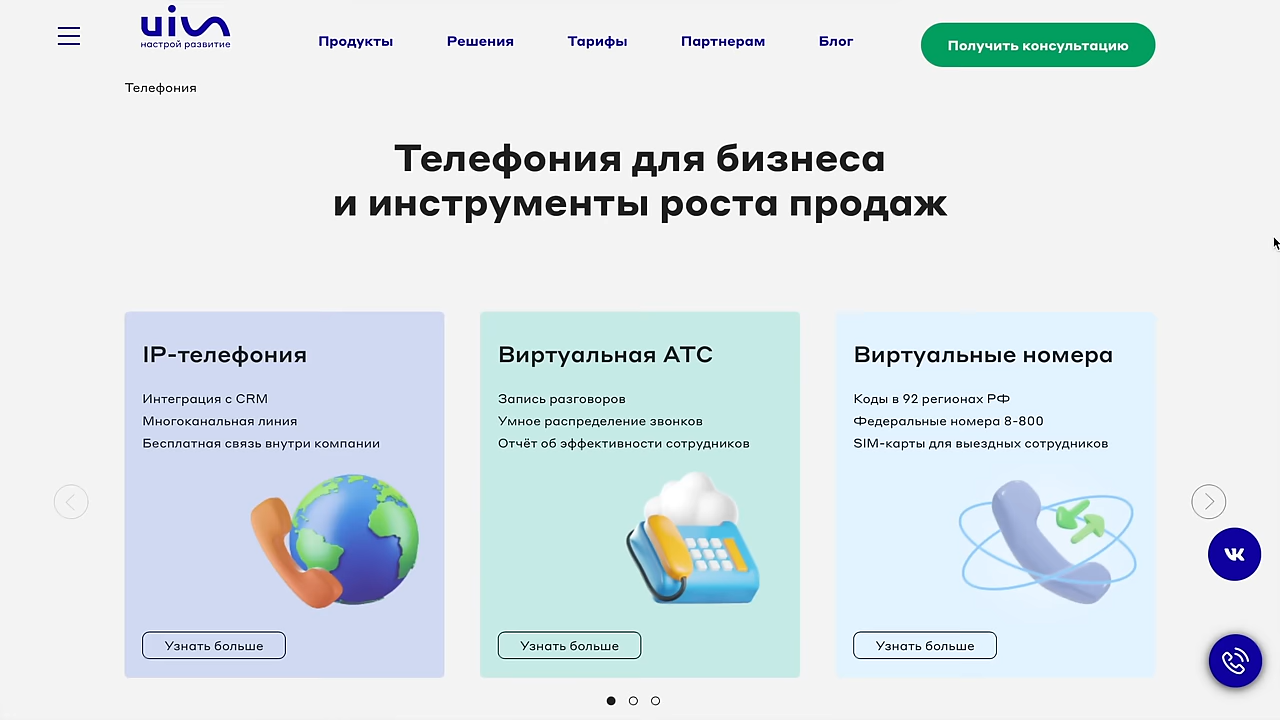 uis
настрой развитие
Продукты
Решения
Тарифы
Партнерам
Блог
Получить консультацию
Телефония
Телефония для бизнеса
и инструменты роста продаж
IP-телефония
Интеграция с CRM
Многоканальная линия
Бесплатная связь внутри компании
Узнать больше
Виртуальная АТС
Запись разговоров
Умное распределение звонков
Отчёт об эффективности сотрудников
Узнать больше
Виртуальные номера
Коды в 92 регионах РФ
Федеральные номера 8-800
SIM-карты для выездных сотрудников
Узнать больше